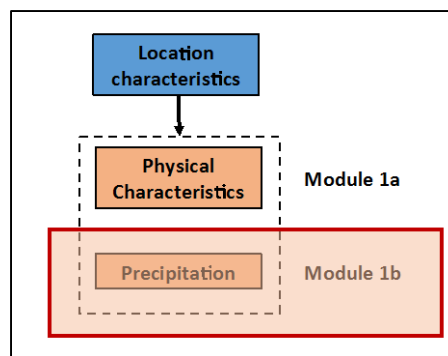 Location
characteristics
Physical
Characteristics
Module 1a
Precipitation
Module 1b